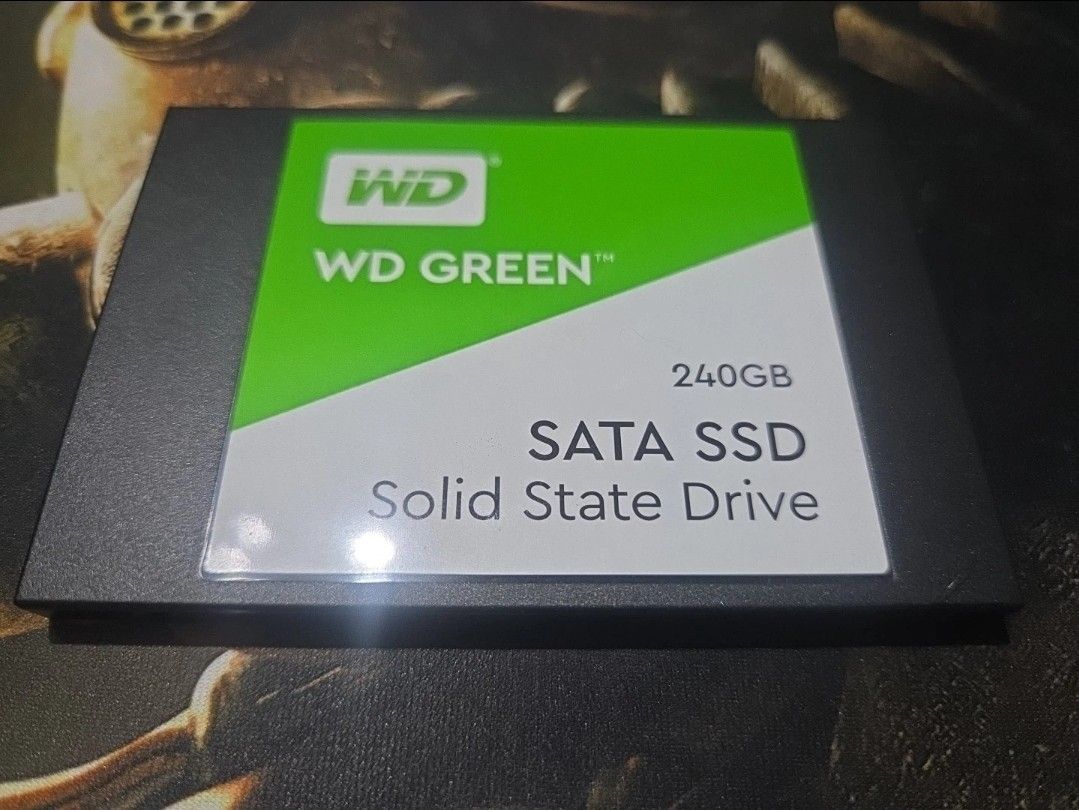 WD®
WD GREEN™
240GB
SATA SSD
Solid State Drive